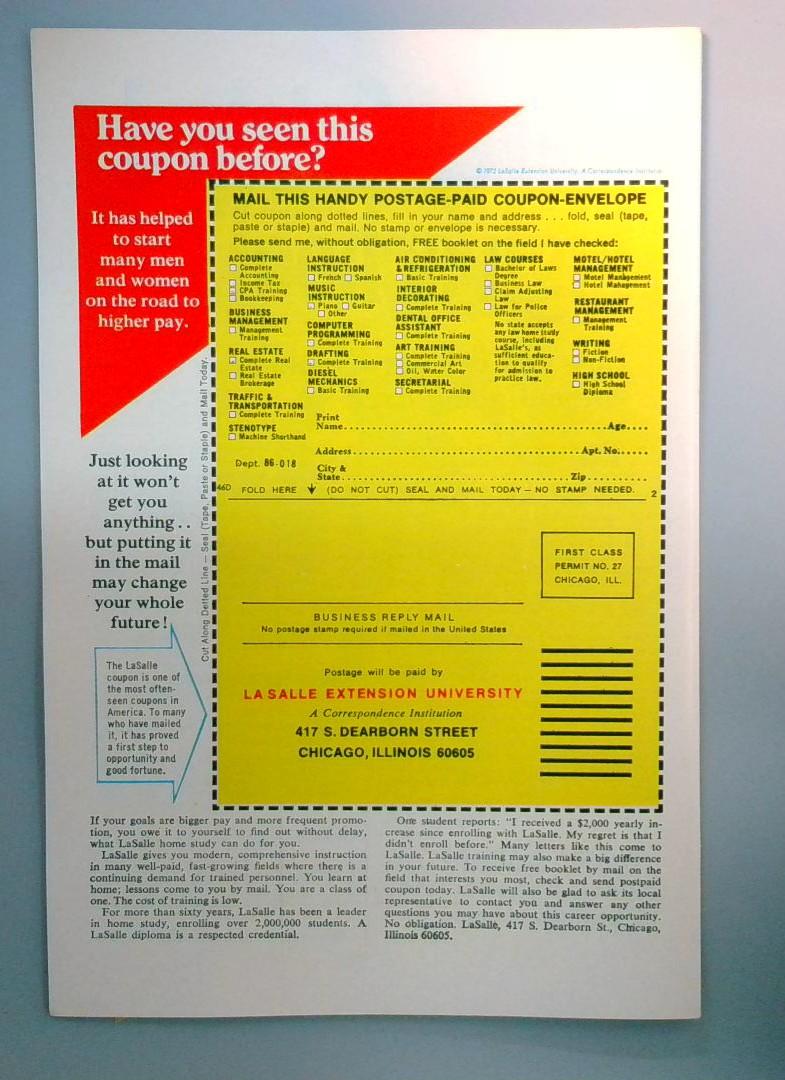 Have you seen this
coupon before?
© 1972 LaSalle Extension University, A Correspondence Institution
It has helped
to start
many men
and women
on the road to
higher pay.
Just looking
at it won't
get you
anything . .
but putting it
in the mail
may change
your whole
future!
The LaSalle
coupon is one of
the most often-
seen coupons in
America. To many
who have mailed
it, it has proved
a first step to
opportunity and
good fortune.
Cut Along Dotted Line — Seal (Tape, Paste or Staple) and Mail Today.
MAIL THIS HANDY POSTAGE-PAID COUPON-ENVELOPE
Cut coupon along dotted lines, fill in your name and address . . . fold, seal (tape,
paste or staple) and mail. No stamp or envelope is necessary.
Please send me, without obligation, FREE booklet on the field I have checked:
ACCOUNTING
Complete
Accounting
Income Tax
CPA Training
Bookkeeping
BUSINESS
MANAGEMENT
Management
Training
REAL ESTATE
Complete Real
Estate
Real Estate
Brokerage
TRAFFIC &
TRANSPORTATION
Complete Training
STENOTYPE
Machine Shorthand
LANGUAGE
INSTRUCTION
French Spanish
MUSIC
INSTRUCTION
Piano Guitar
Other
COMPUTER
PROGRAMMING
Complete Training
DRAFTING
Complete Training
DIESEL
MECHANICS
Basic Training
AIR CONDITIONING
& REFRIGERATION
Basic Training
INTERIOR
DECORATING
Complete Training
DENTAL OFFICE
ASSISTANT
Complete Training
ART TRAINING
Complete Training
Commercial Art
Oil, Water Color
SECRETARIAL
Complete Training
LAW COURSES
Bachelor of Laws
Degree
Business Law
Claim Adjusting
Law
Law for Police
Officers
No state accepts
any law home study
course, including
LaSalle's, as
sufficient educa-
tion to qualify
for admission to
practice law.
MOTEL/HOTEL
MANAGEMENT
Motel Management
Hotel Management
RESTAURANT
MANAGEMENT
Management
Training
WRITING
Fiction
Non-Fiction
HIGH SCHOOL
High School
Diploma
Print
Name....Age....
Address....Apt. No....
Dept. 86-018
City &
State....Zip....
46D FOLD HERE ↓ (DO NOT CUT) SEAL AND MAIL TODAY — NO STAMP NEEDED. 2
FIRST CLASS
PERMIT NO. 27
CHICAGO, ILL.
BUSINESS REPLY MAIL
No postage stamp required if mailed in the United States
Postage will be paid by
LA SALLE EXTENSION UNIVERSITY
A Correspondence Institution
417 S. DEARBORN STREET
CHICAGO, ILLINOIS 60605
If your goals are bigger pay and more frequent promo-
tion, you owe it to yourself to find out without delay,
what LaSalle home study can do for you.
LaSalle gives you modern, comprehensive instruction
in many well-paid, fast-growing fields where there is a
continuing demand for trained personnel. You learn at
home; lessons come to you by mail. You are a class of
one. The cost of training is low.
For more than sixty years, LaSalle has been a leader
in home study, enrolling over 2,000,000 students. A
LaSalle diploma is a respected credential.
One student reports: "I received a $2,000 yearly in-
crease since enrolling with LaSalle. My regret is that I
didn't enroll before." Many letters like this come to
LaSalle. LaSalle training may also make a big difference
in your future. To receive free booklet by mail on the
field that interests you most, check and send postpaid
coupon today. LaSalle will also be glad to ask its local
representative to contact you and answer any other
questions you may have about this career opportunity.
No obligation. LaSalle, 417 S. Dearborn St., Chicago,
Illinois 60605.